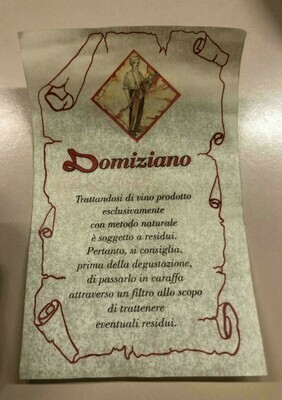 Domiziano
Trattandosi di vino prodotto
esclusivamente
con metodo naturale
è soggetto a residui.
Pertanto, si consiglia,
prima della degustazione,
di passarlo in caraffa
attraverso un filtro allo scopo
di trattenere
eventuali residui.